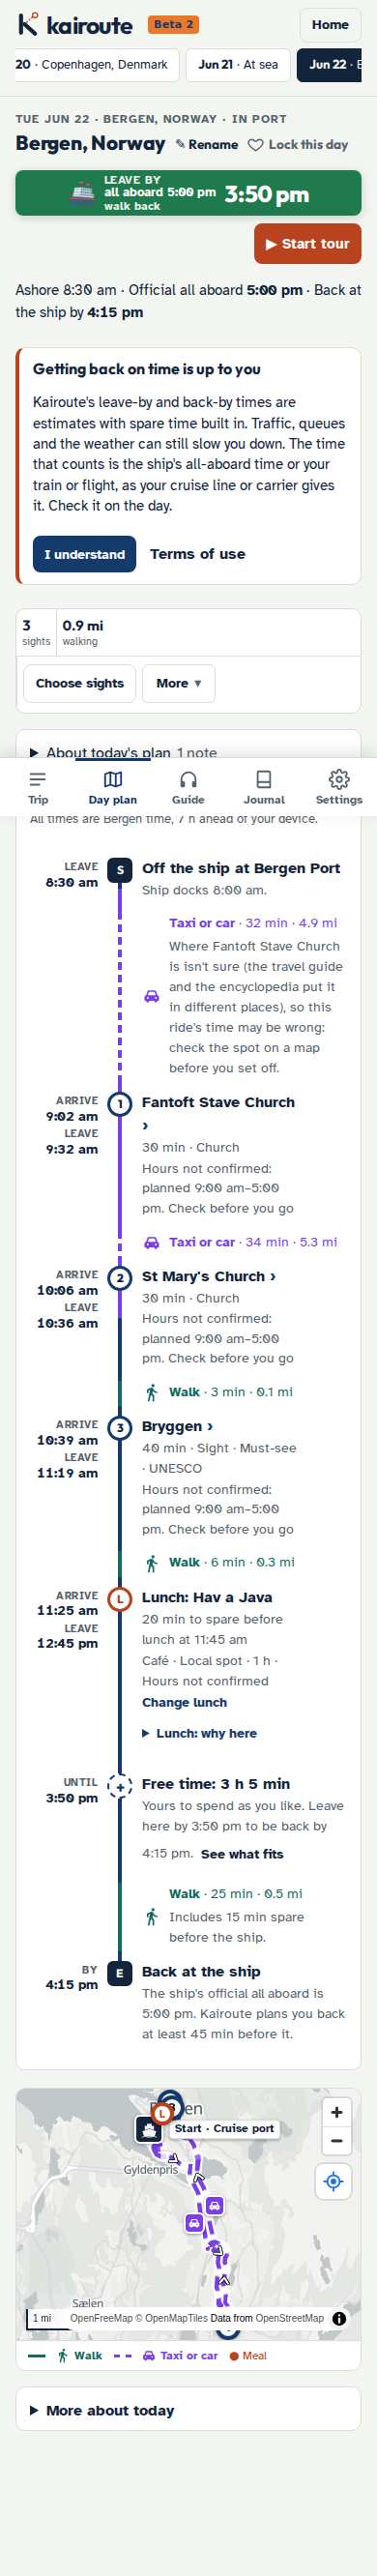 kairoute
Beta 2
Home
20 · Copenhagen, Denmark
Jun 21 · At sea
Jun 22 ·
TUE JUN 22 · BERGEN, NORWAY · IN PORT
Bergen, Norway
✎ Rename
Lock this day
LEAVE BY
all aboard 5:00 pm
walk back
3:50 pm
▶ Start tour
Ashore 8:30 am · Official all aboard 5:00 pm · Back at
the ship by 4:15 pm
Getting back on time is up to you
Kairoute's leave-by and back-by times are
estimates with spare time built in. Traffic, queues
and the weather can still slow you down. The time
that counts is the ship's all-aboard time or your
train or flight, as your cruise line or carrier gives
it. Check it on the day.
I understand
Terms of use
3
sights
0.9 mi
walking
Choose sights
More ▾
▶ About today's plan 1 note
Trip
Day plan
Guide
Journal
Settings
All times are Bergen time, 7 h ahead of your device.
LEAVE
8:30 am
S
Off the ship at Bergen Port
Ship docks 8:00 am.
Taxi or car · 32 min · 4.9 mi
Where Fantoft Stave Church
is isn't sure (the travel guide
and the encyclopedia put it
in different places), so this
ride's time may be wrong:
check the spot on a map
before you set off.
ARRIVE
9:02 am
LEAVE
9:32 am
1
Fantoft Stave Church
›
30 min · Church
Hours not confirmed:
planned 9:00 am–5:00
pm. Check before you go
Taxi or car · 34 min · 5.3 mi
ARRIVE
10:06 am
LEAVE
10:36 am
2
St Mary's Church ›
30 min · Church
Hours not confirmed:
planned 9:00 am–5:00
pm. Check before you go
Walk · 3 min · 0.1 mi
ARRIVE
10:39 am
LEAVE
11:19 am
3
Bryggen ›
40 min · Sight · Must-see
· UNESCO
Hours not confirmed:
planned 9:00 am–5:00
pm. Check before you go
Walk · 6 min · 0.3 mi
ARRIVE
11:25 am
LEAVE
12:45 pm
L
Lunch: Hav a Java
20 min to spare before
lunch at 11:45 am
Café · Local spot · 1 h ·
Hours not confirmed
Change lunch
▶ Lunch: why here
UNTIL
3:50 pm
+
Free time: 3 h 5 min
Yours to spend as you like. Leave
here by 3:50 pm to be back by
4:15 pm. See what fits
Walk · 25 min · 0.5 mi
Includes 15 min spare
before the ship.
BY
4:15 pm
E
Back at the ship
The ship's official all aboard is
5:00 pm. Kairoute plans you back
at least 45 min before it.
L
Start · Cruise port
Gyldenpris
Sælen
+
−
1 mi
OpenFreeMap © OpenMapTiles Data from OpenStreetMap
Walk
Taxi or car
Meal
▶ More about today